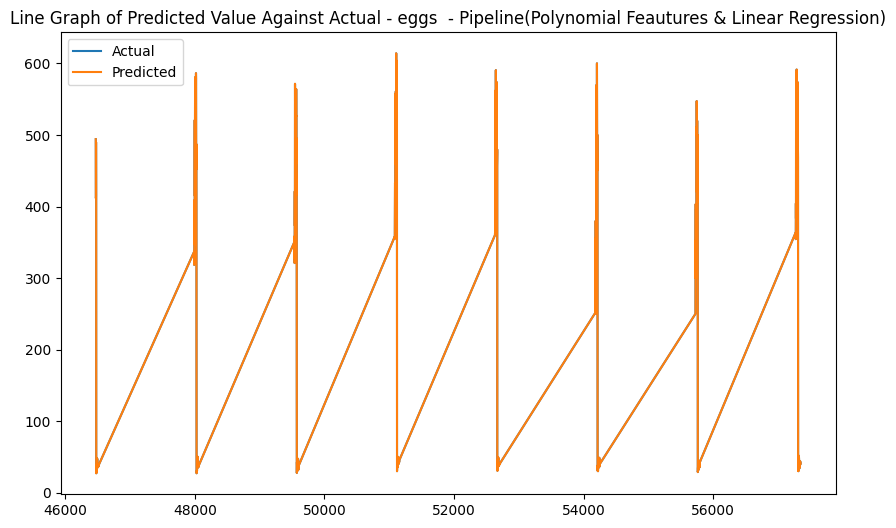 Line Graph of Predicted Value Against Actual - eggs - Pipeline(Polynomial Feautures & Linear Regression)
Actual
Predicted
600
500
400
300
200
100
0
46000 48000 50000 52000 54000 56000